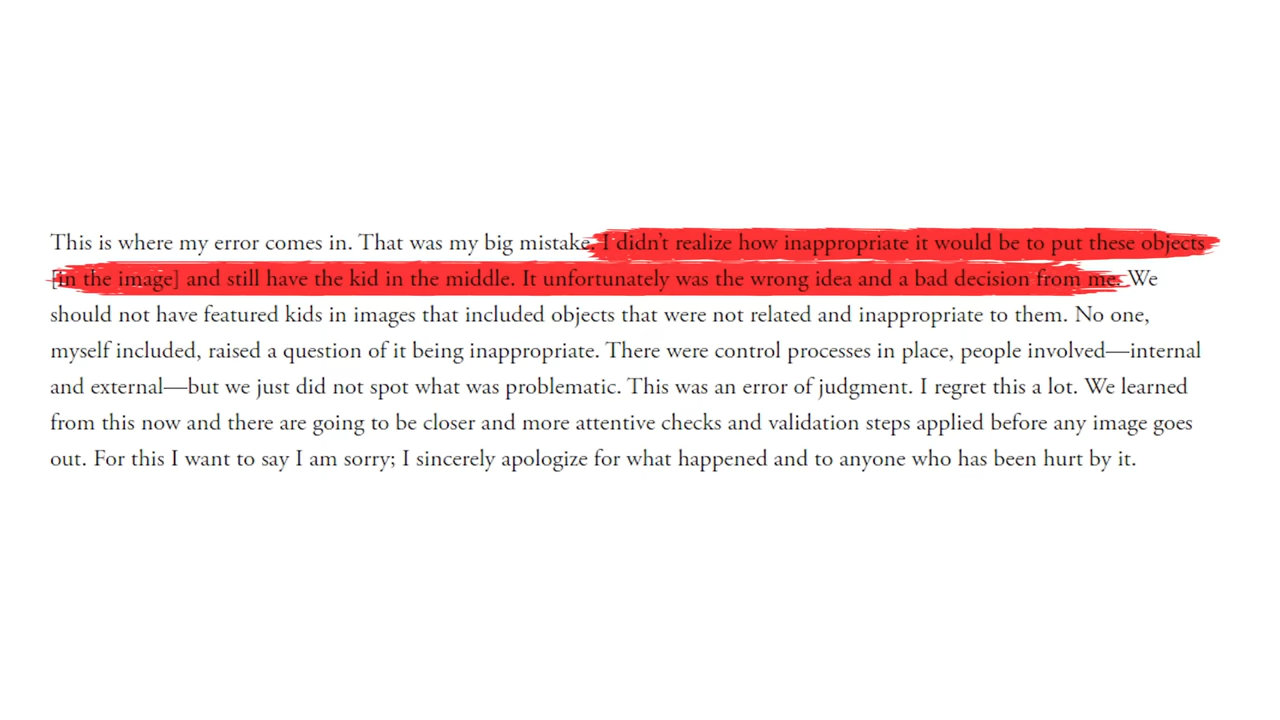 This is where my error comes in. That was my big mistake. I didn't realize how inappropriate it would be to put these objects
[in the image] and still have the kid in the middle. It unfortunately was the wrong idea and a bad decision from me. We
should not have featured kids in images that included objects that were not related and inappropriate to them. No one,
myself included, raised a question of it being inappropriate. There were control processes in place, people involved—internal
and external—but we just did not spot what was problematic. This was an error of judgment. I regret this a lot. We learned
from this now and there are going to be closer and more attentive checks and validation steps applied before any image goes
out. For this I want to say I am sorry; I sincerely apologize for what happened and to anyone who has been hurt by it.